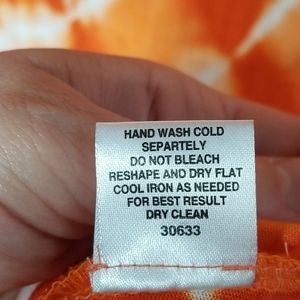 HAND WASH COLD
SEPARTELY
DO NOT BLEACH
RESHAPE AND DRY FLAT
COOL IRON AS NEEDED
FOR BEST RESULT
DRY CLEAN
30633